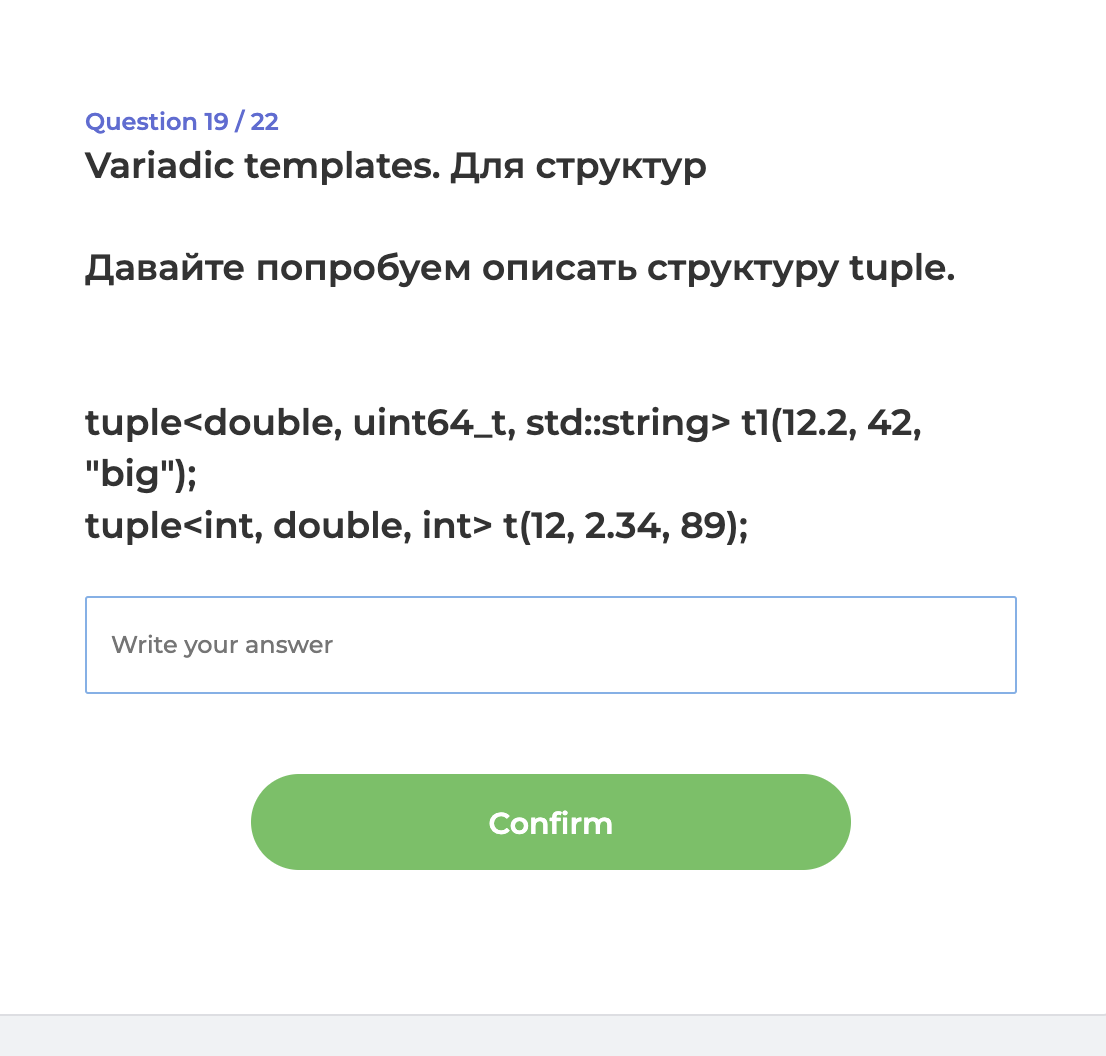 Question 19 / 22
Variadic templates. Для структур
Давайте попробуем описать структуру tuple.
tuple<double, uint64_t, std::string> t1(12.2, 42,
"big");
tuple<int, double, int> t(12, 2.34, 89);
Write your answer
Confirm